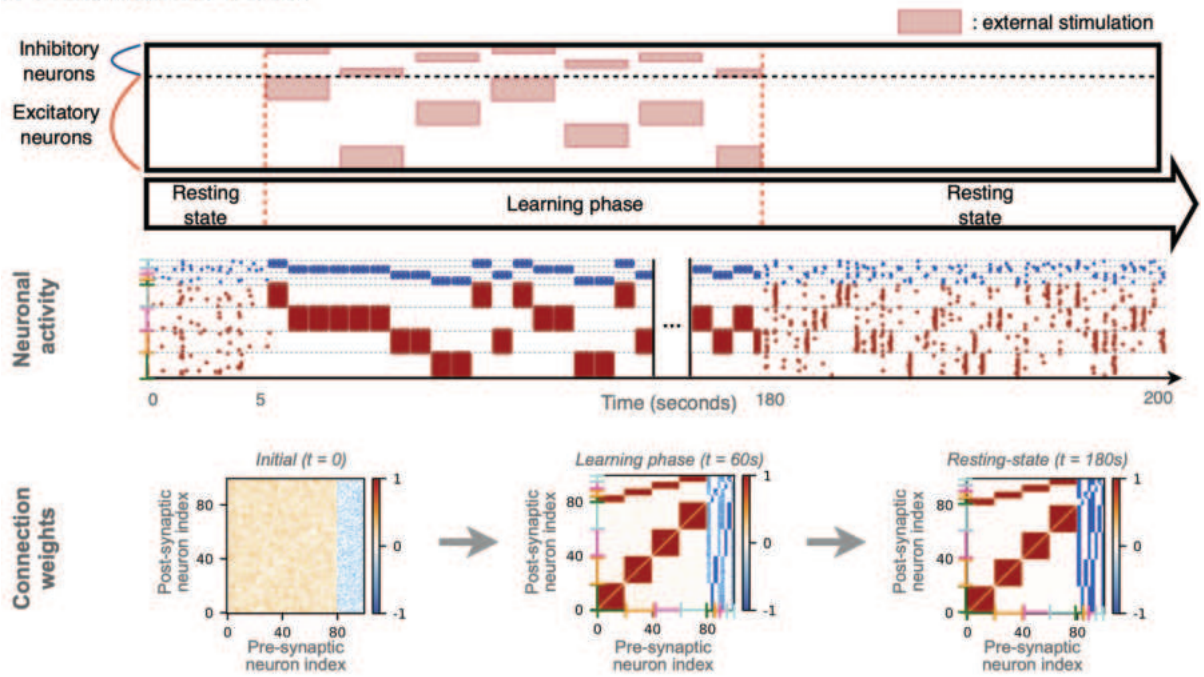 : external stimulation
Inhibitory
neurons
Excitatory
neurons
Resting
state
Learning phase
Resting
state
Neuronal
activity
...
0
5
Time (seconds)
180
200
Connection
weights
Initial (t = 0)
Post-synaptic
neuron index
80
40
0
0
40
80
Pre-synaptic
neuron index
1
0
-1
Learning phase (t = 60s)
Post-synaptic
neuron index
80
40
0
0
40
80
Pre-synaptic
neuron index
1
0
-1
Resting-state (t = 180s)
Post-synaptic
neuron index
80
40
0
0
40
80
Pre-synaptic
neuron index
1
0
-1